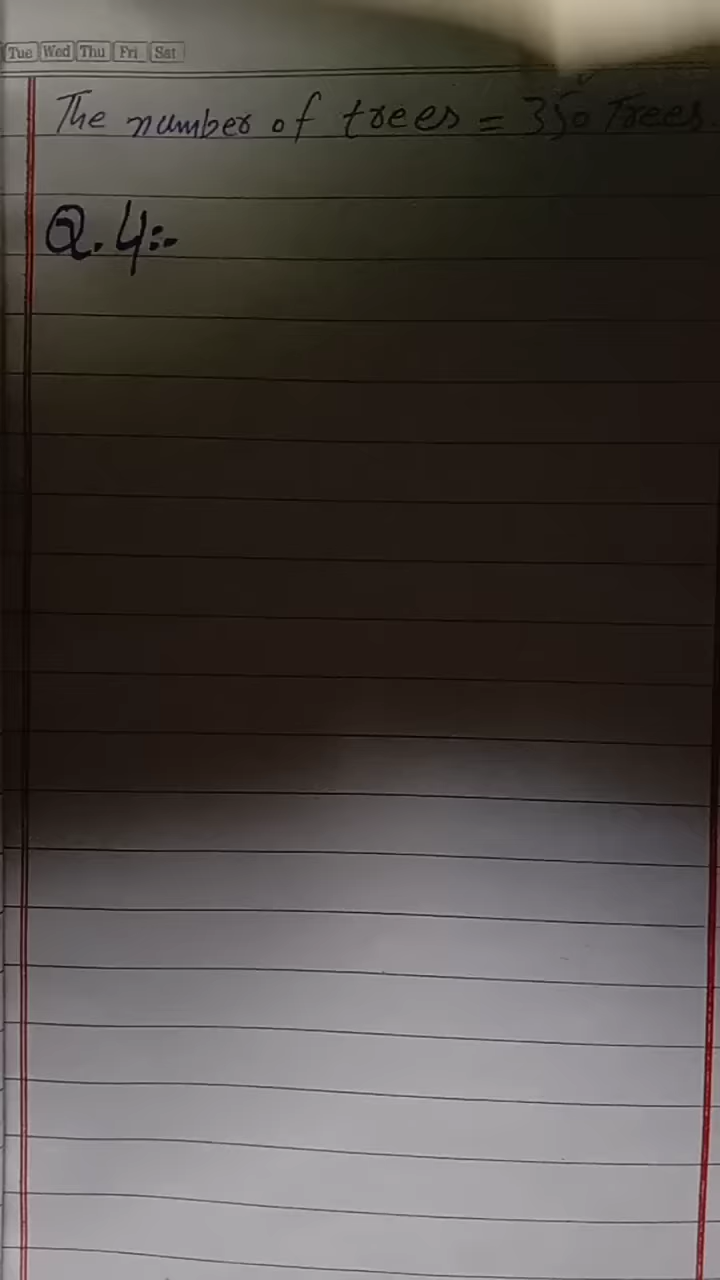 Tue Wed Thu Fri Sat
The number of trees = 350 Trees.
Q.4:-